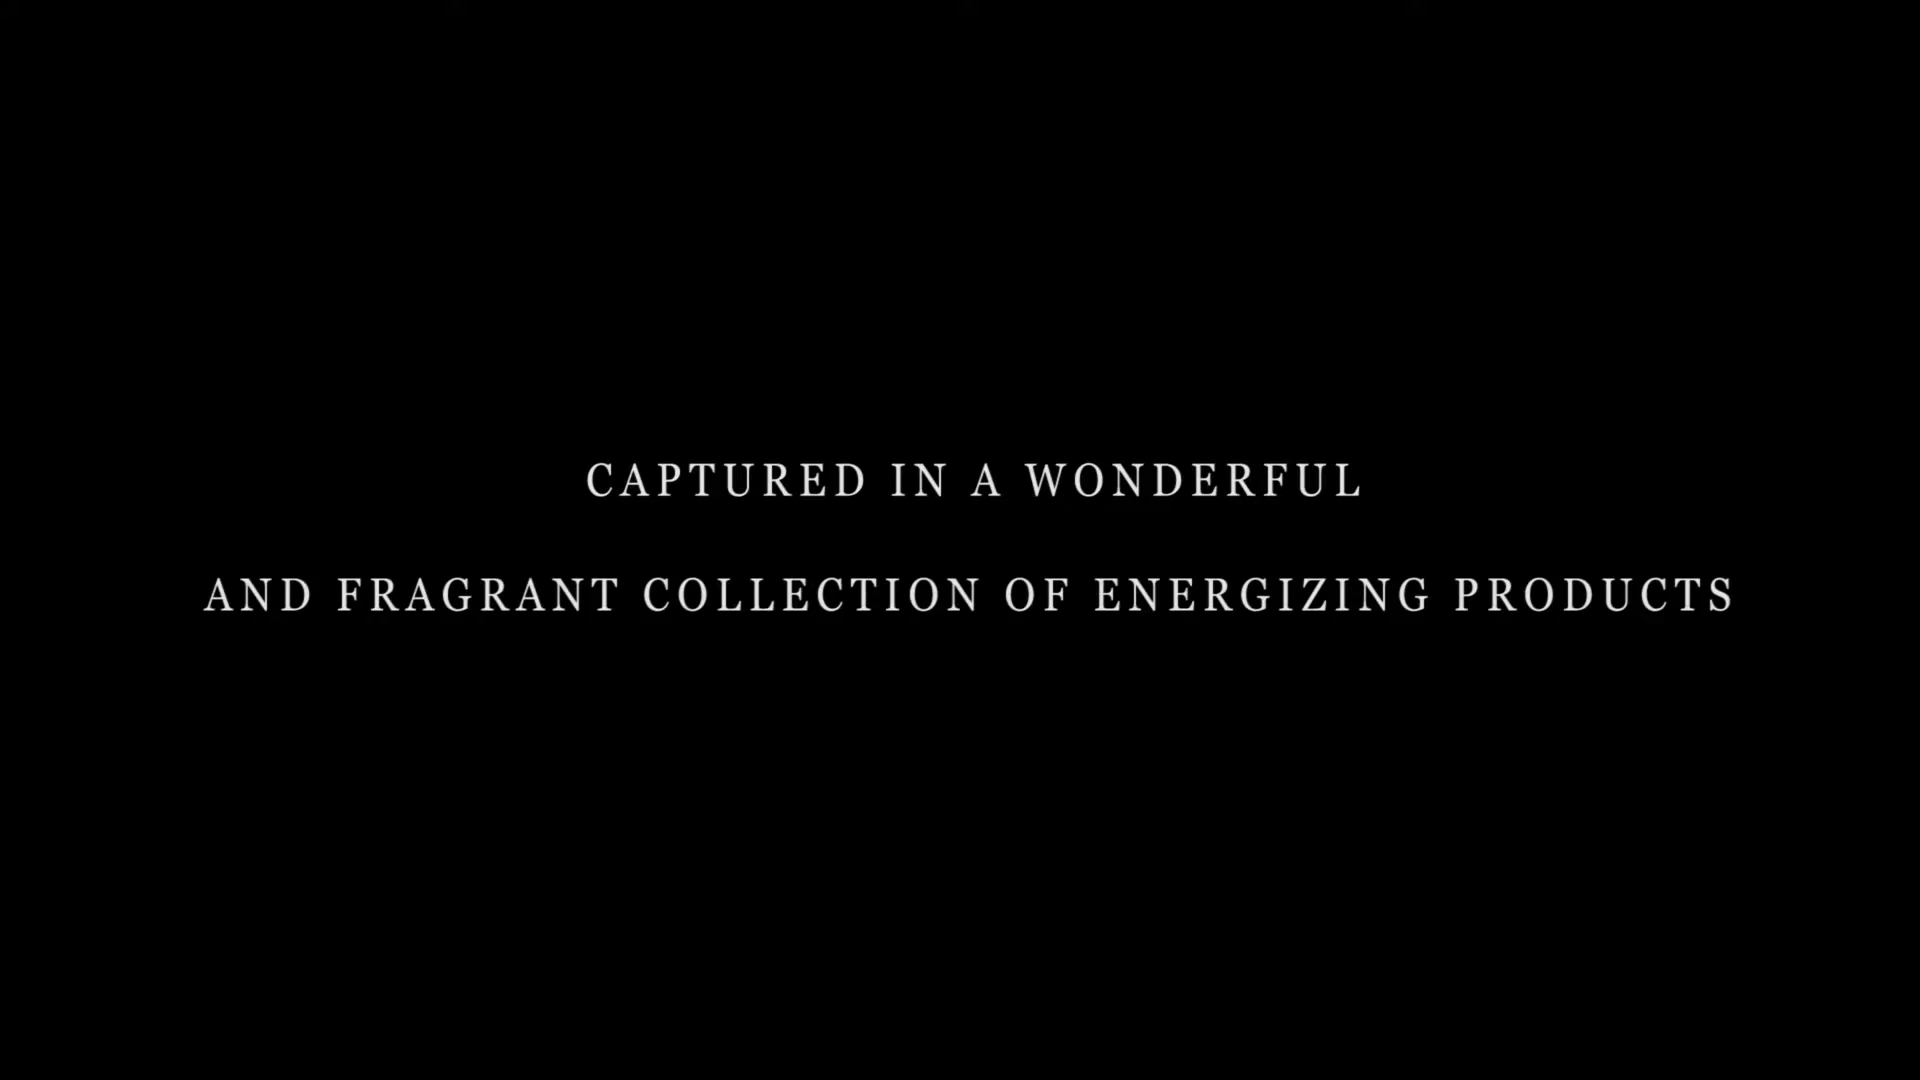 CAPTURED IN A WONDERFUL
AND FRAGRANT COLLECTION OF ENERGIZING PRODUCTS